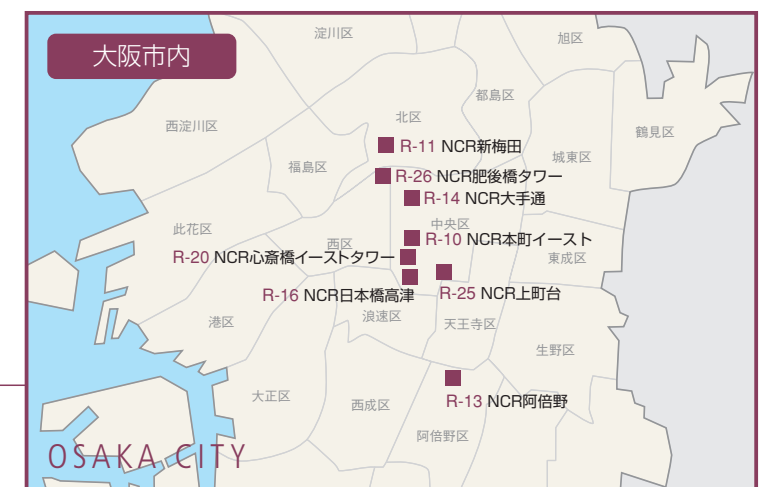 大阪市内
淀川区
旭区
都島区
北区
西淀川区
鶴見区
R-11 NCR新梅田
城東区
福島区
R-26 NCR肥後橋タワー
R-14 NCR大手通
中央区
此花区
西区
R-10 NCR本町イースト
R-20 NCR心斎橋イーストタワー
東成区
R-16 NCR日本橋高津
R-25 NCR上町台
港区
浪速区
天王寺区
生野区
大正区
西成区
R-13 NCR阿倍野
阿倍野区
OSAKA CITY